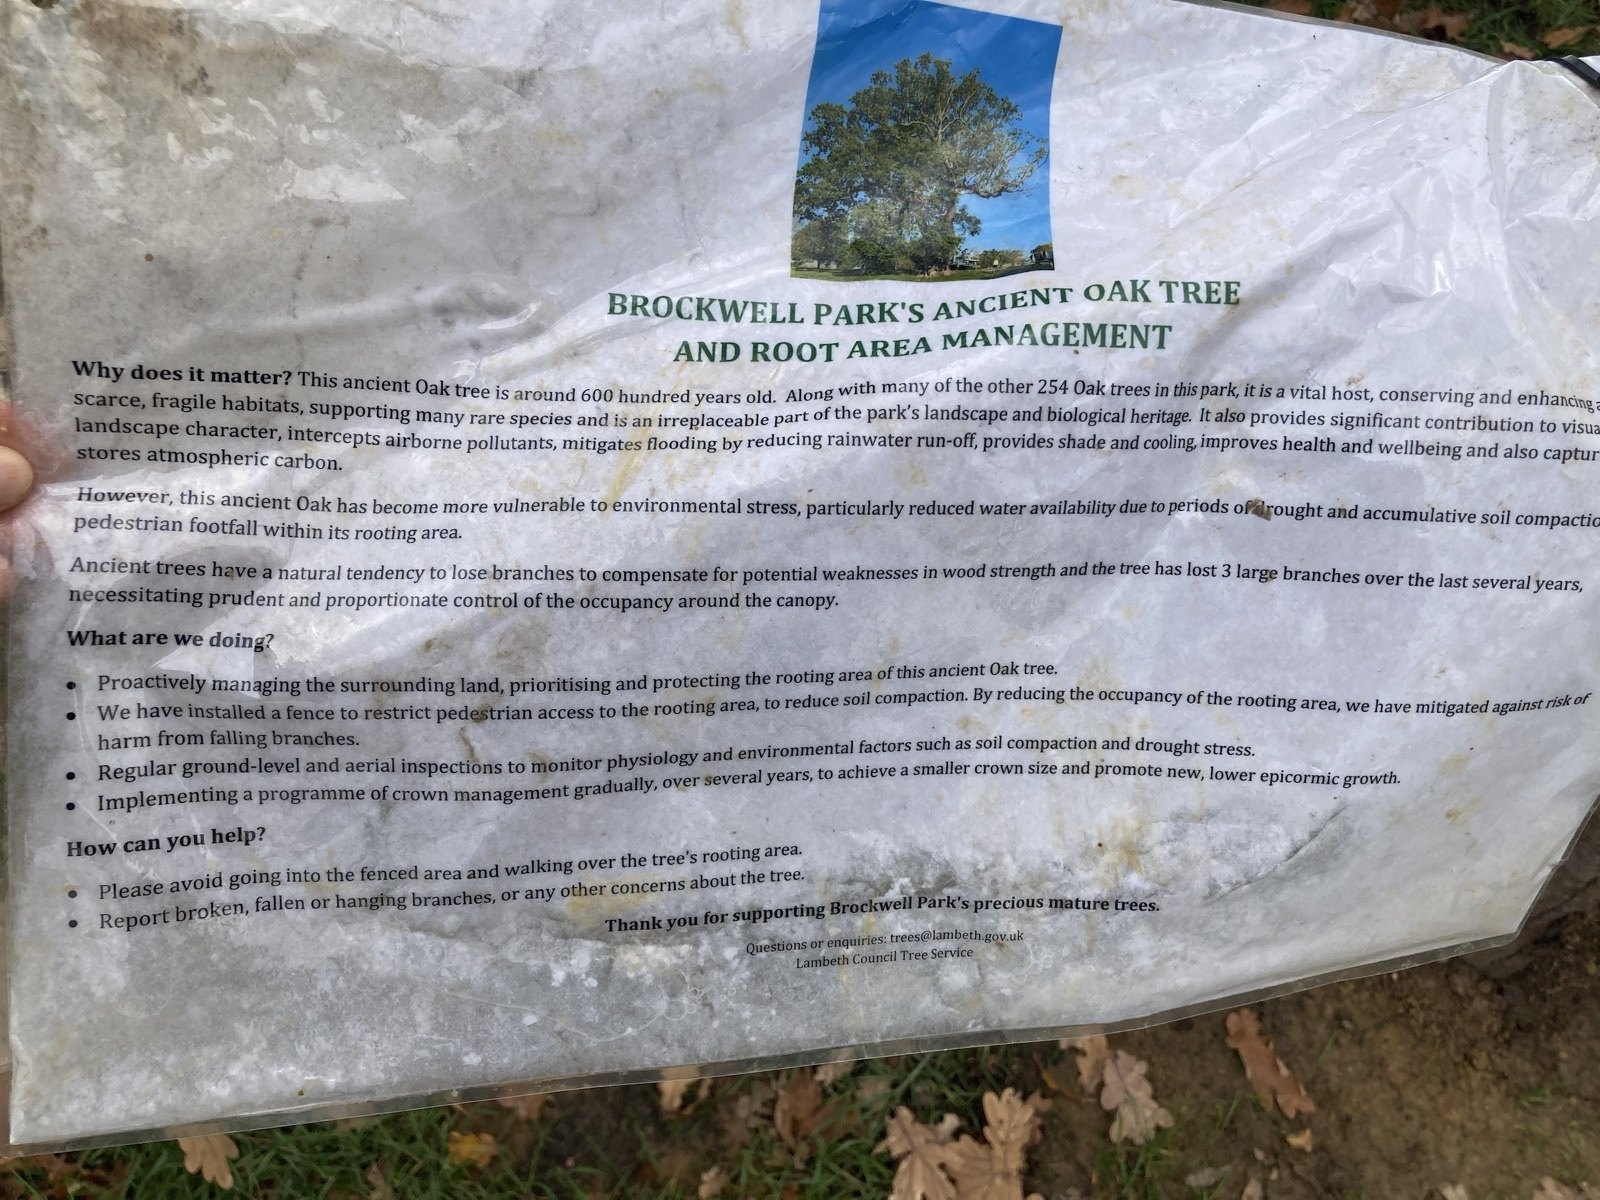 BROCKWELL PARK'S ANCIENT OAK TREE
AND ROOT AREA MANAGEMENT
Why does it matter? This ancient Oak tree is around 600 hundred years old. Along with many of the other 254 Oak trees in this park, it is a vital host, conserving and enhancing
scarce, fragile habitats, supporting many rare species and is an irreplaceable part of the park's landscape and biological heritage. It also provides significant contribution to
landscape character, intercepts airborne pollutants, mitigates flooding by reducing rainwater run-off, provides shade and cooling, improves health and wellbeing and also
stores atmospheric carbon.
However, this ancient Oak has become more vulnerable to environmental stress, particularly reduced water availability due to periods of drought and accumulative soil
pedestrian footfall within its rooting area.
Ancient trees have a natural tendency to lose branches to compensate for potential weaknesses in wood strength and the tree has lost 3 large branches over the last several years,
necessitating prudent and proportionate control of the occupancy around the canopy.
What are we doing?
• Proactively managing the surrounding land, prioritising and protecting the rooting area of this ancient Oak tree.
• We have installed a fence to restrict pedestrian access to the rooting area, to reduce soil compaction. By reducing the occupancy of the rooting area, we have mitigated against risk of
harm from falling branches.
• Regular ground-level and aerial inspections to monitor physiology and environmental factors such as soil compaction and drought stress.
• Implementing a programme of crown management gradually, over several years, to achieve a smaller crown size and promote new, lower epicormic growth.
How can you help?
• Please avoid going into the fenced area and walking over the tree's rooting area.
• Report broken, fallen or hanging branches, or any other concerns about the tree.
Thank you for supporting Brockwell Park's precious mature trees.
Questions or enquiries: trees@lambeth.gov.uk
Lambeth Council Tree Service